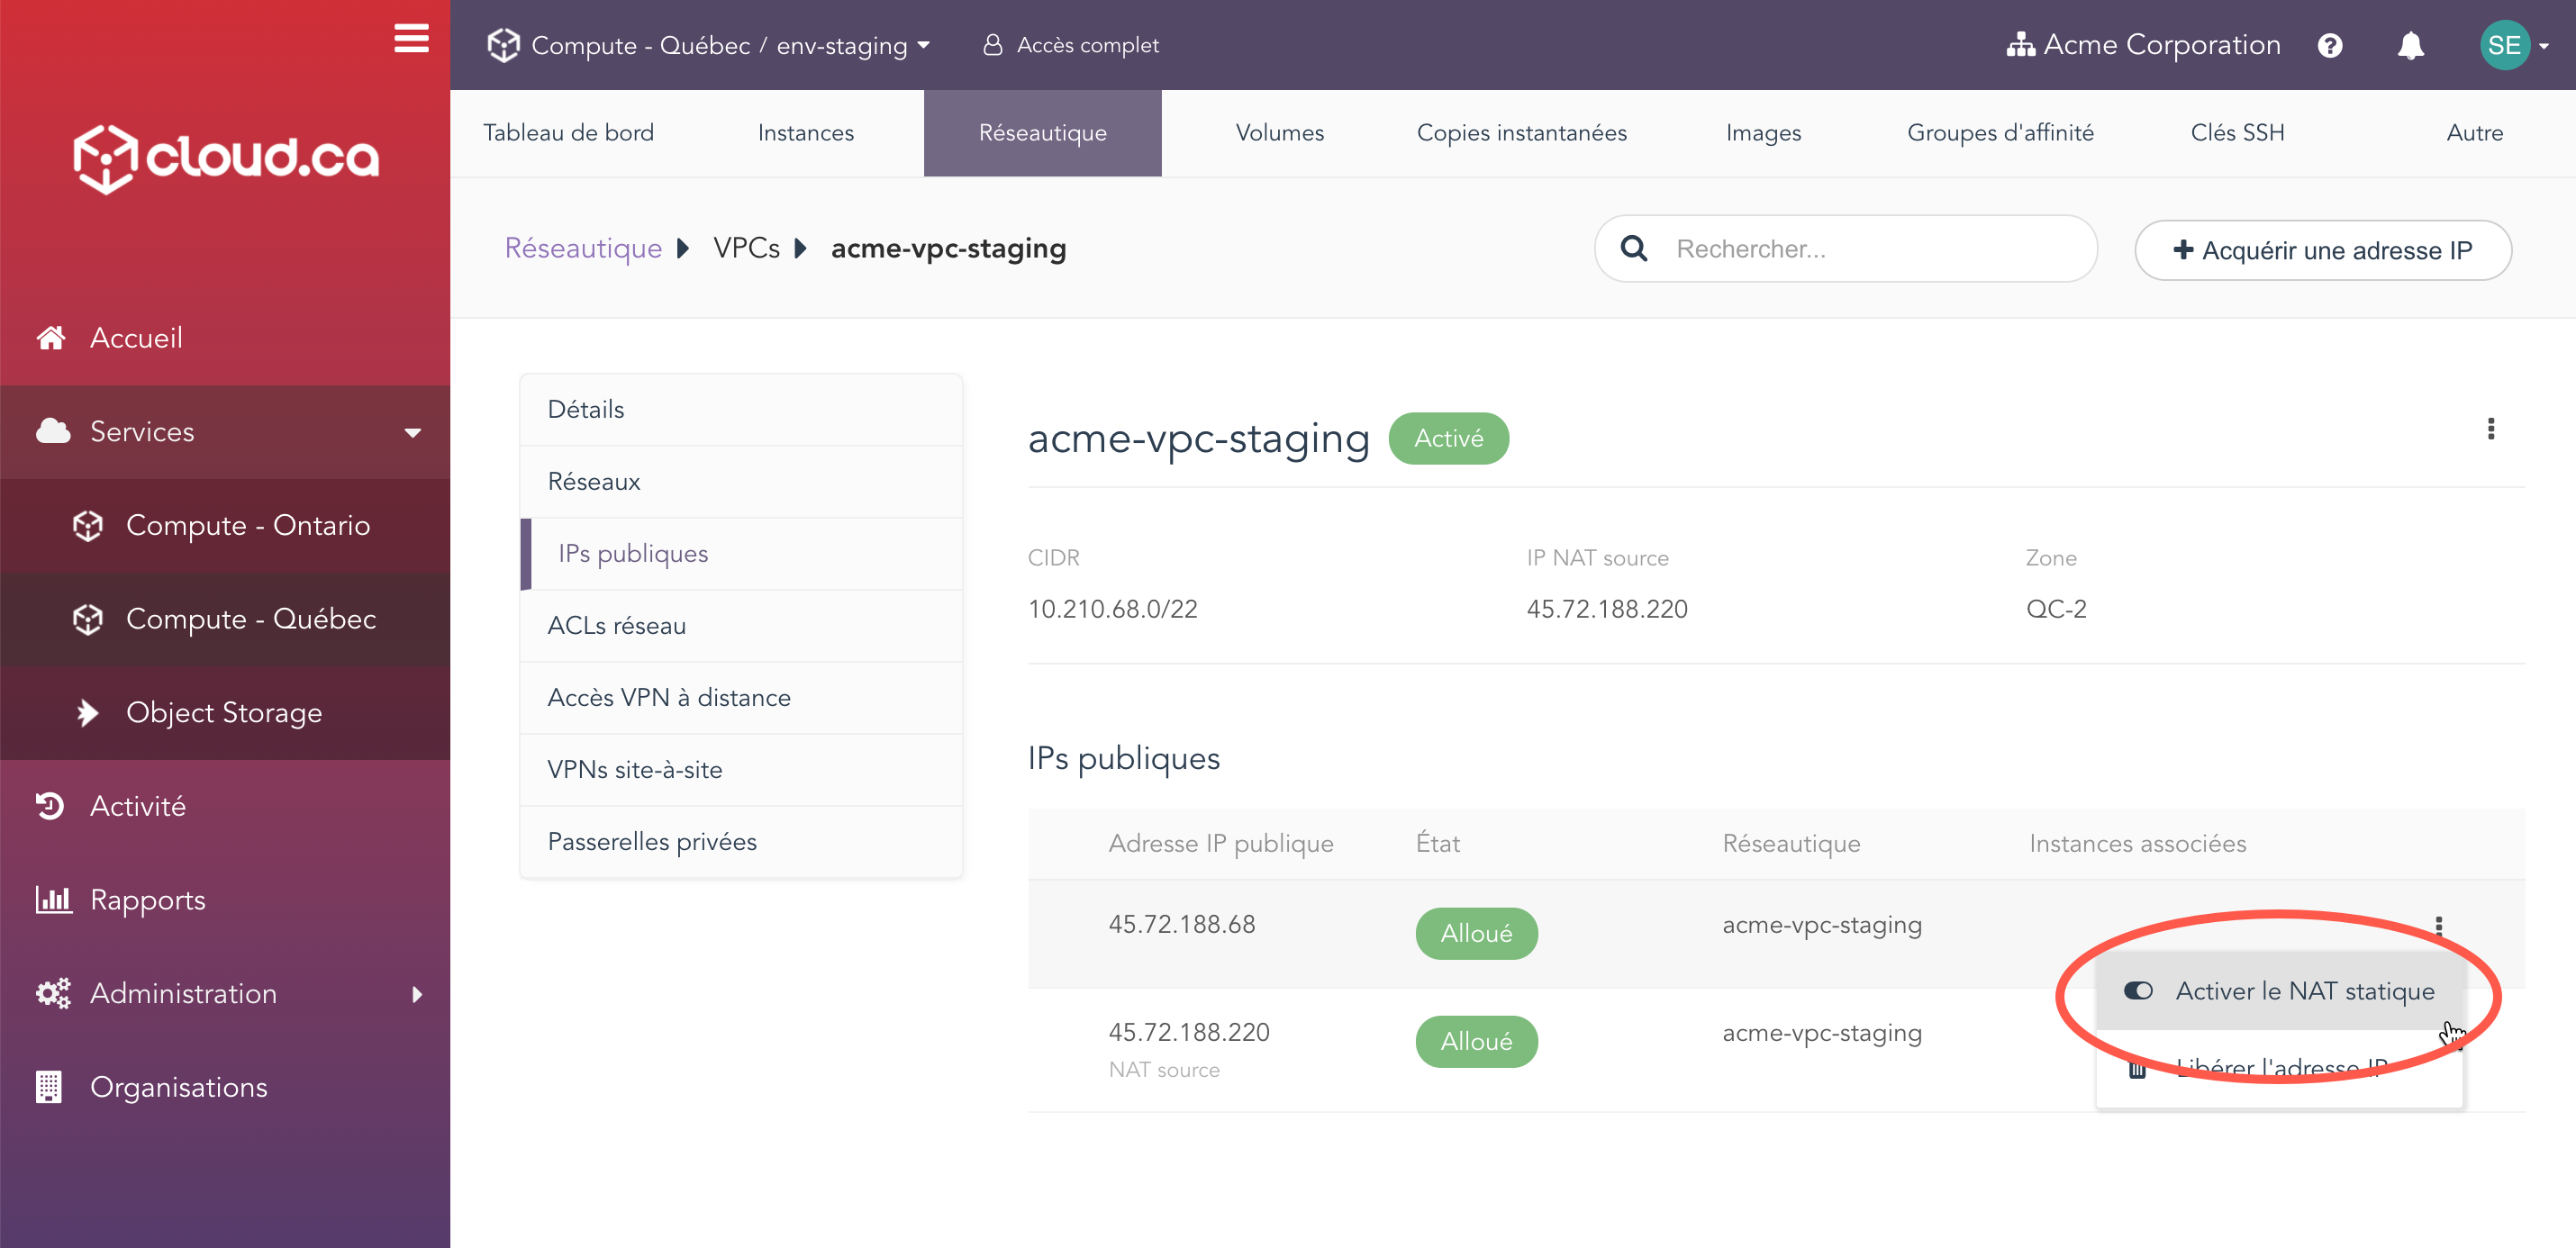 cloud.ca
Accueil
Services
Compute - Ontario
Compute - Québec
Object Storage
Activité
Rapports
Administration
Organisations
Compute - Québec / env-staging
Accès complet
Acme Corporation
SE
Tableau de bord
Instances
Réseautique
Volumes
Copies instantanées
Images
Groupes d'affinité
Clés SSH
Autre
Réseautique VPCs acme-vpc-staging
Rechercher...
Acquérir une adresse IP
Détails
Réseaux
IPs publiques
ACLs réseau
Accès VPN à distance
VPNs site-à-site
Passerelles privées
acme-vpc-staging Activé
CIDR
10.210.68.0/22
IP NAT source
45.72.188.220
Zone
QC-2
IPs publiques
Adresse IP publique État Réseautique Instances associées
45.72.188.68 Alloué acme-vpc-staging
45.72.188.220 Alloué acme-vpc-staging
NAT source
Activer le NAT statique
Libérer l'adresse IP